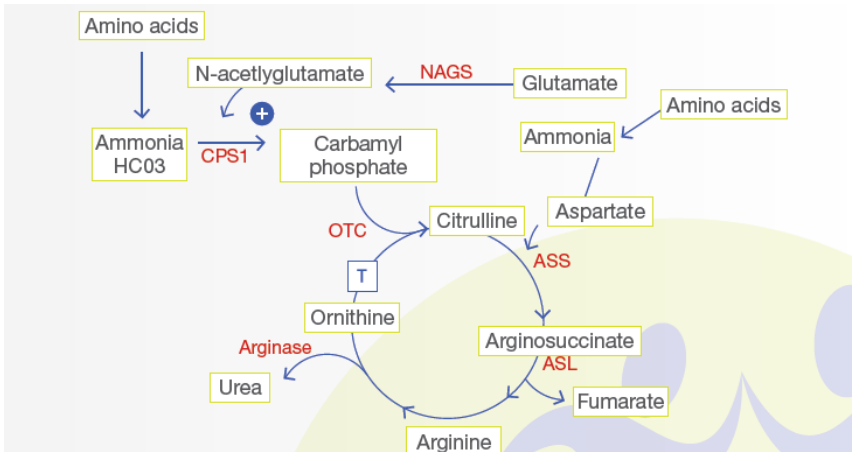 Amino acids
N-acetlyglutamate
NAGS
Glutamate
Amino acids
+
Ammonia
HC03
CPS1
Carbamyl
phosphate
Ammonia
Aspartate
OTC
Citrulline
ASS
T
Ornithine
Arginosuccinate
Arginase
ASL
Urea
Fumarate
Arginine